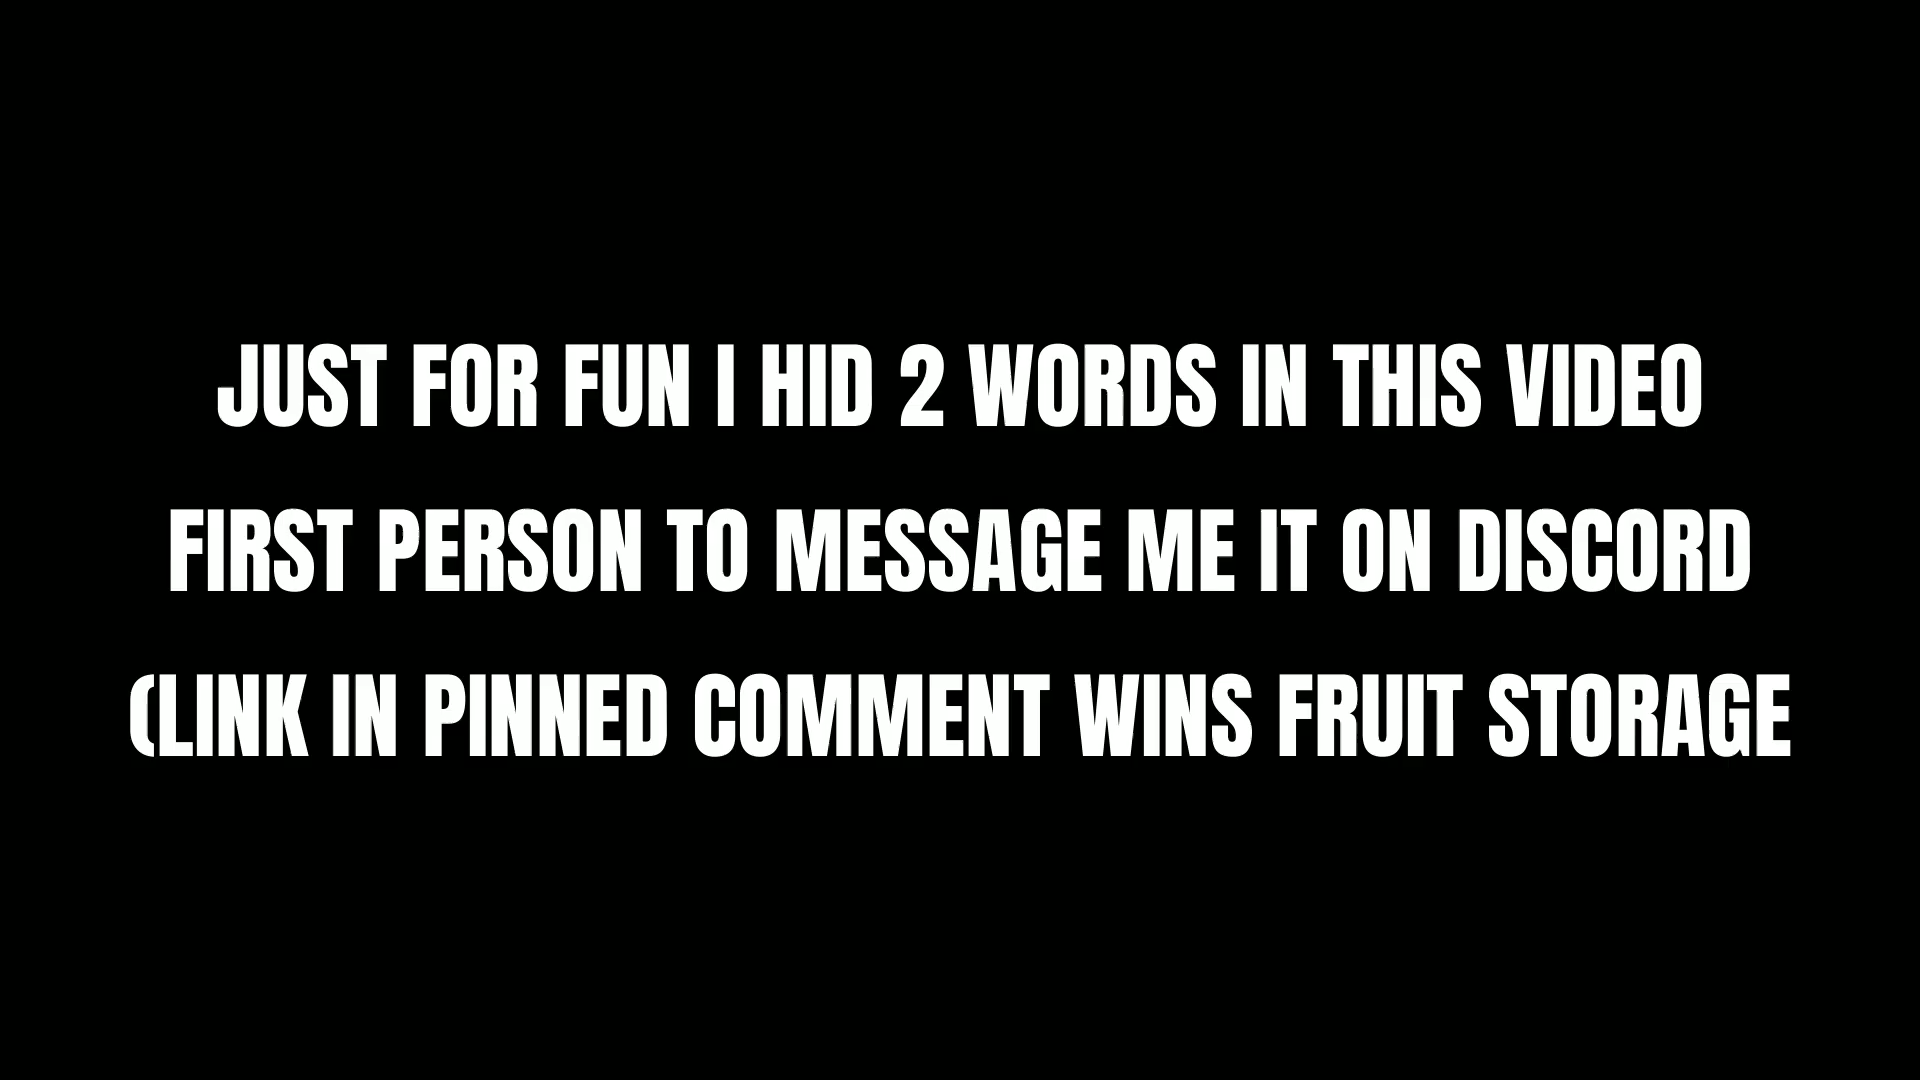 JUST FOR FUN I HID 2 WORDS IN THIS VIDEO
FIRST PERSON TO MESSAGE ME IT ON DISCORD
(LINK IN PINNED COMMENT WINS FRUIT STORAGE